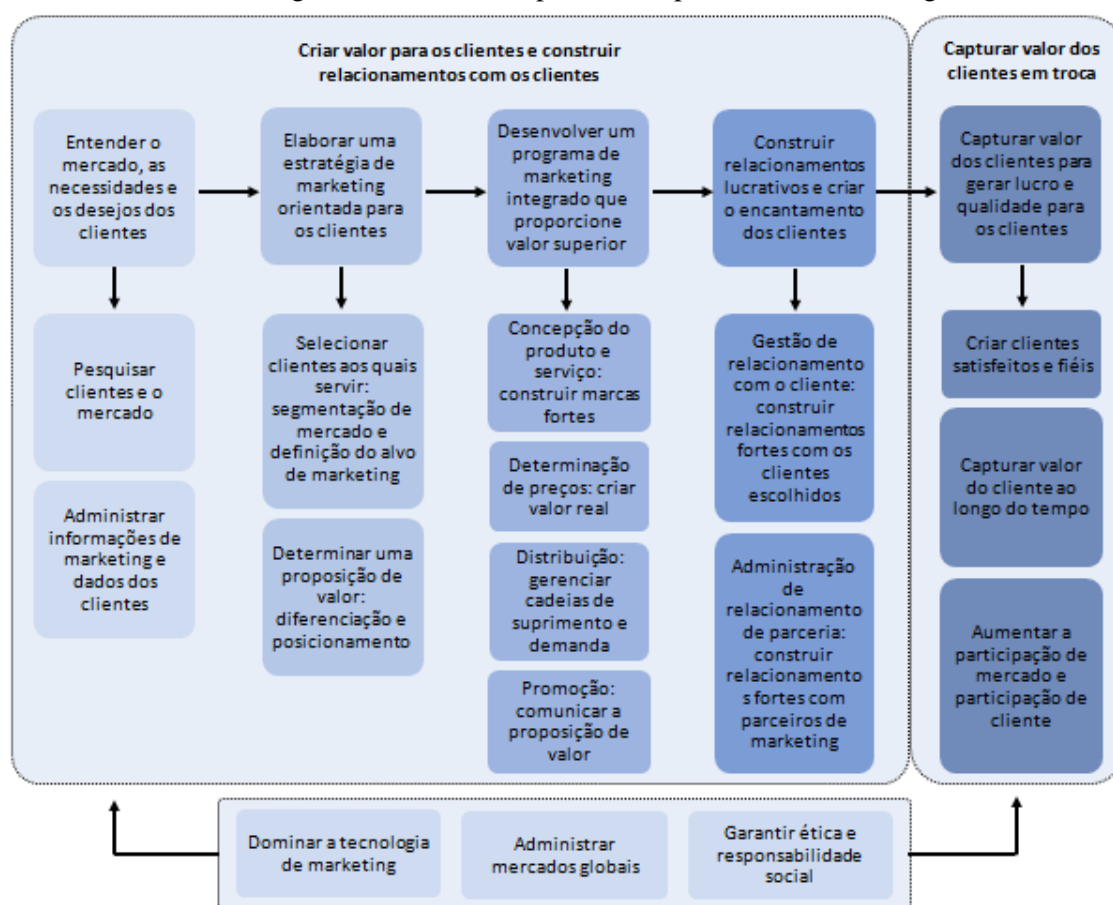 Criar valor para os clientes e construir
relacionamentos com os clientes
Capturar valor dos
clientes em troca
Entender o
mercado, as
necessidades e
os desejos dos
clientes
Elaborar uma
estratégia de
marketing
orientada para
os clientes
Desenvolver um
programa de
marketing
integrado que
proporcione
valor superior
Construir
relacionamentos
lucrativos e criar
o encantamento
dos clientes
Capturar valor
dos clientes para
gerar lucro e
qualidade para
os clientes
Pesquisar
clientes e o
mercado
Administrar
informações de
marketing e
dados dos
clientes
Selecionar
clientes aos quais
servir:
segmentação de
mercado e
definição do alvo
de marketing
Determinar uma
proposição de
valor:
diferenciação e
posicionamento
Concepção do
produto e
serviço:
construir marcas
fortes
Determinação
de preços: criar
valor real
Distribuição:
gerenciar
cadeias de
suprimento e
demanda
Promoção:
comunicar a
proposição de
valor
Gestão de
relacionamento
com o cliente:
construir
relacionamentos
fortes com os
clientes
escolhidos
Administração
de
relacionamento
de parceria:
construir
relacionamento
s fortes com
parceiros de
marketing
Criar clientes
satisfeitos e fiéis
Capturar valor
do cliente ao
longo do tempo
Aumentar a
participação de
mercado e
participação de
cliente
Dominar a tecnologia
de marketing
Administrar
mercados globais
Garantir ética e
responsabilidade
social